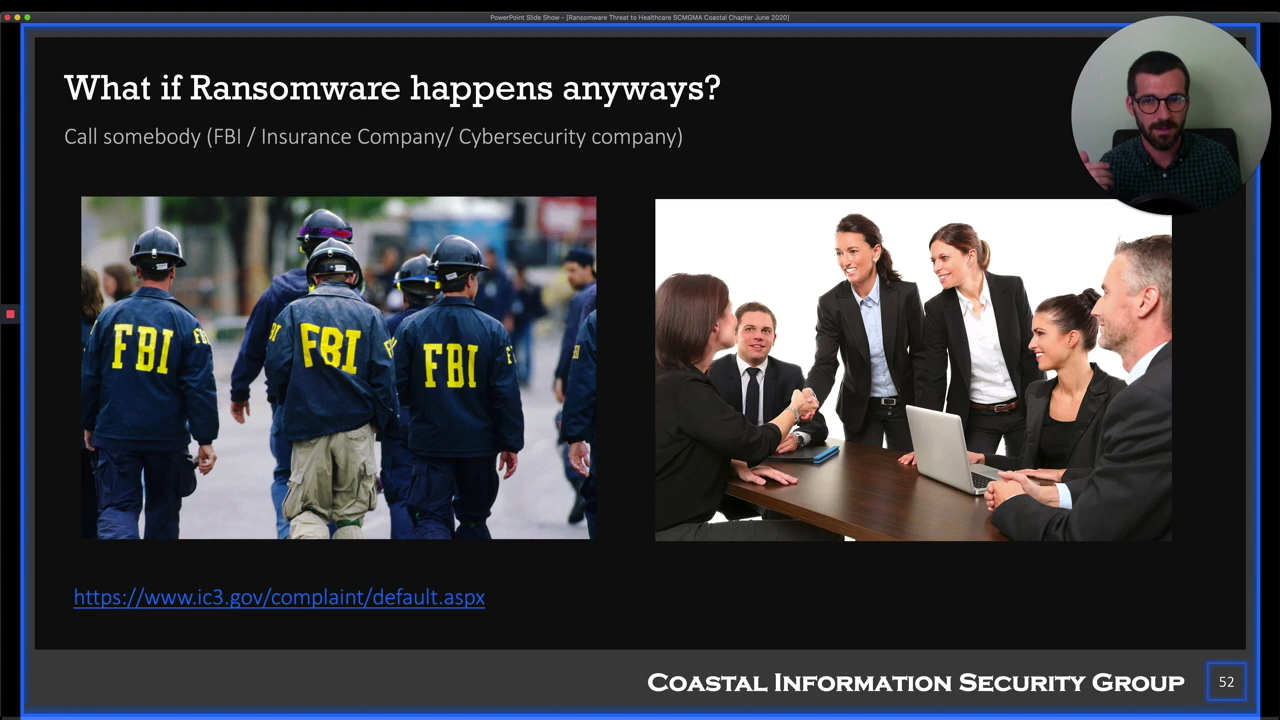 PowerPoint Slide Show - [Ransomware Threat to Healthcare SCMGMA Coastal Chapter June 2020]
What if Ransomware happens anyways?
Call somebody (FBI / Insurance Company/ Cybersecurity company)
FBI
FB
BI
FBI
FBI
https://www.ic3.gov/complaint/default.aspx
Coastal Information Security Group
52